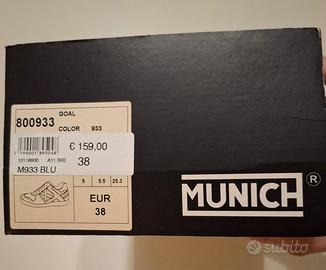 GOAL
800933
COLOR 933
€ 159,00
10116900 A11 BRE
38
M933 BLU
5 5.5 25.3
EUR
38
MUNICH ®
subito